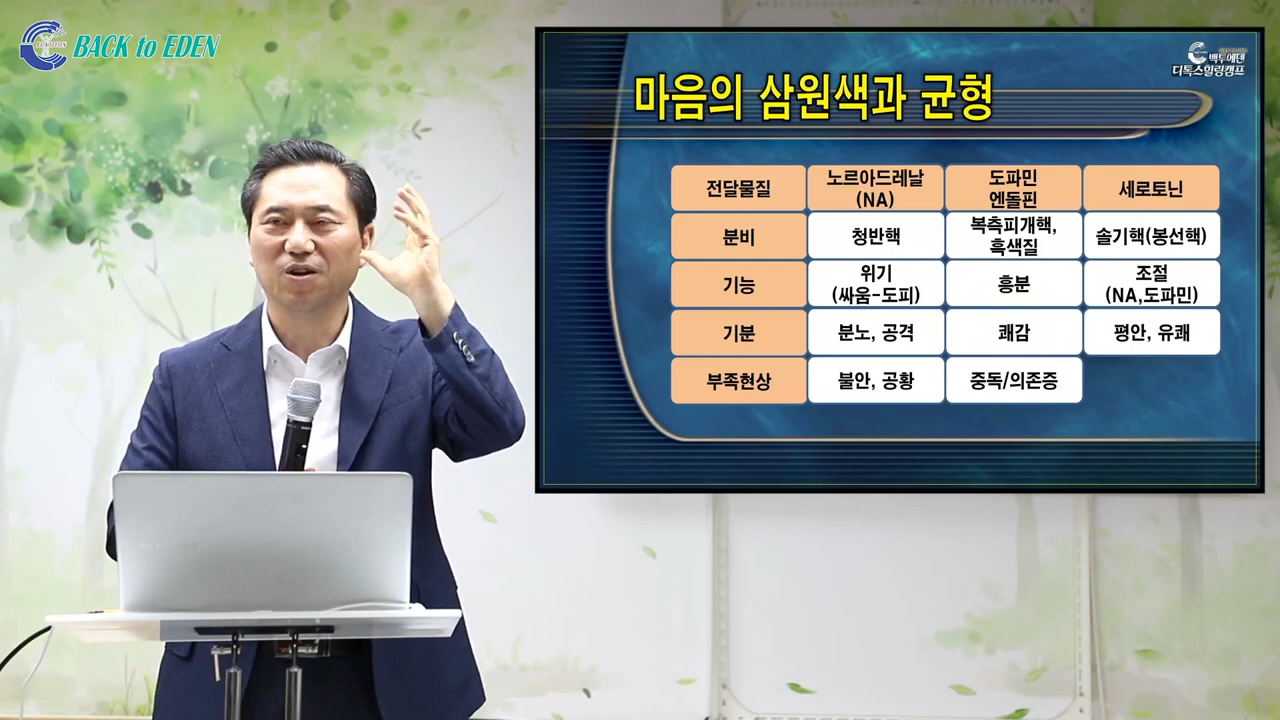 BACK to EDEN
백투에덴
디톡스힐링캠프
마음의 삼원색과 균형
전달물질
노르아드레날
(NA)
도파민
엔돌핀
세로토닌
분비
청반핵
복측피개핵,
흑색질
솔기핵(봉선핵)
기능
위기
(싸움-도피)
흥분
조절
(NA,도파민)
기분
분노, 공격
쾌감
평안, 유쾌
부족현상
불안, 공황
중독/의존증